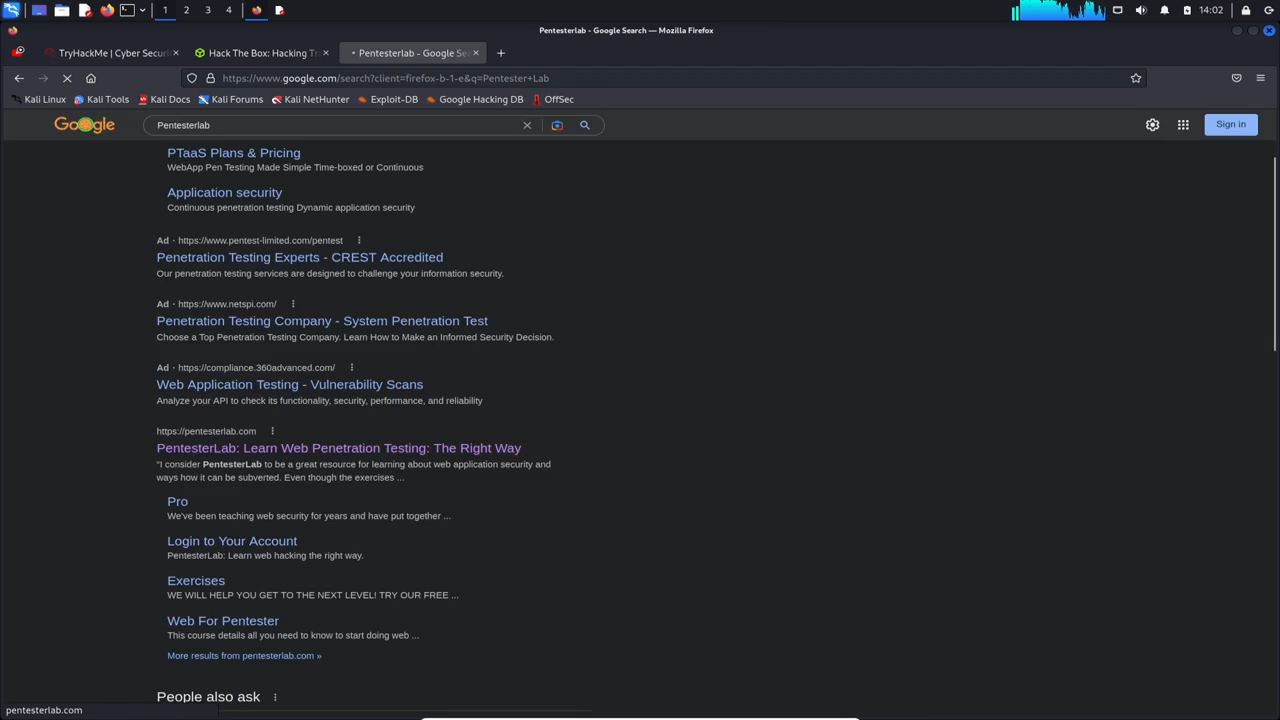 1
2
3
4
14:02
Pentesterlab - Google Search — Mozilla Firefox
TryHackMe | Cyber Securi
Hack The Box: Hacking Tr
Pentesterlab - Google Se
https://www.google.com/search?client=firefox-b-1-e&q=Pentester+Lab
Kali Linux
Kali Tools
Kali Docs
Kali Forums
Kali NetHunter
Exploit-DB
Google Hacking DB
OffSec
Google
Pentesterlab
Sign in
PTaaS Plans & Pricing
WebApp Pen Testing Made Simple Time-boxed or Continuous
Application security
Continuous penetration testing Dynamic application security
Ad · https://www.pentest-limited.com/pentest
Penetration Testing Experts - CREST Accredited
Our penetration testing services are designed to challenge your information security.
Ad · https://www.netspi.com/
Penetration Testing Company - System Penetration Test
Choose a Top Penetration Testing Company. Learn How to Make an Informed Security Decision.
Ad · https://compliance.360advanced.com/
Web Application Testing - Vulnerability Scans
Analyze your API to check its functionality, security, performance, and reliability
https://pentesterlab.com
PentesterLab: Learn Web Penetration Testing: The Right Way
"I consider PentesterLab to be a great resource for learning about web application security and
ways how it can be subverted. Even though the exercises ...
Pro
We've been teaching web security for years and have put together ...
Login to Your Account
PentesterLab: Learn web hacking the right way.
Exercises
WE WILL HELP YOU GET TO THE NEXT LEVEL! TRY OUR FREE ...
Web For Pentester
This course details all you need to know to start doing web ...
More results from pentesterlab.com »
People also ask
pentesterlab.com